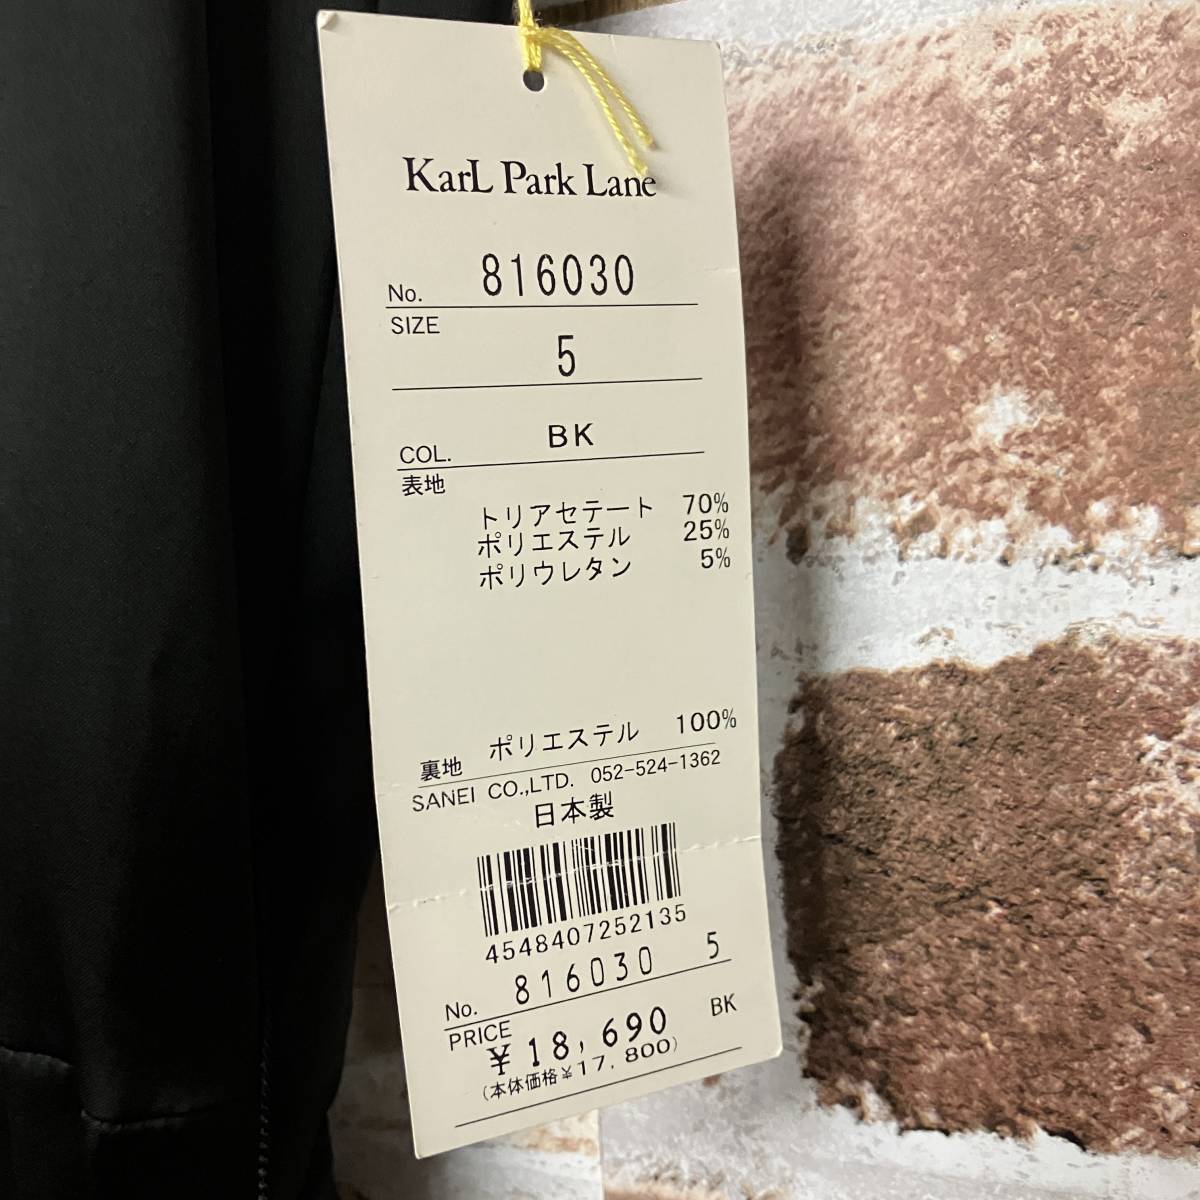 KarL Park Lane
No. 816030
SIZE
5
COL. BK
表地
トリアセテート 70%
ポリエステル 25%
ポリウレタン 5%
裏地 ポリエステル 100%
SANEI CO.,LTD. 052-524-1362
日本製
4548407252135
No. 816030 5
PRICE BK
¥18,690
(本体価格¥17,800)